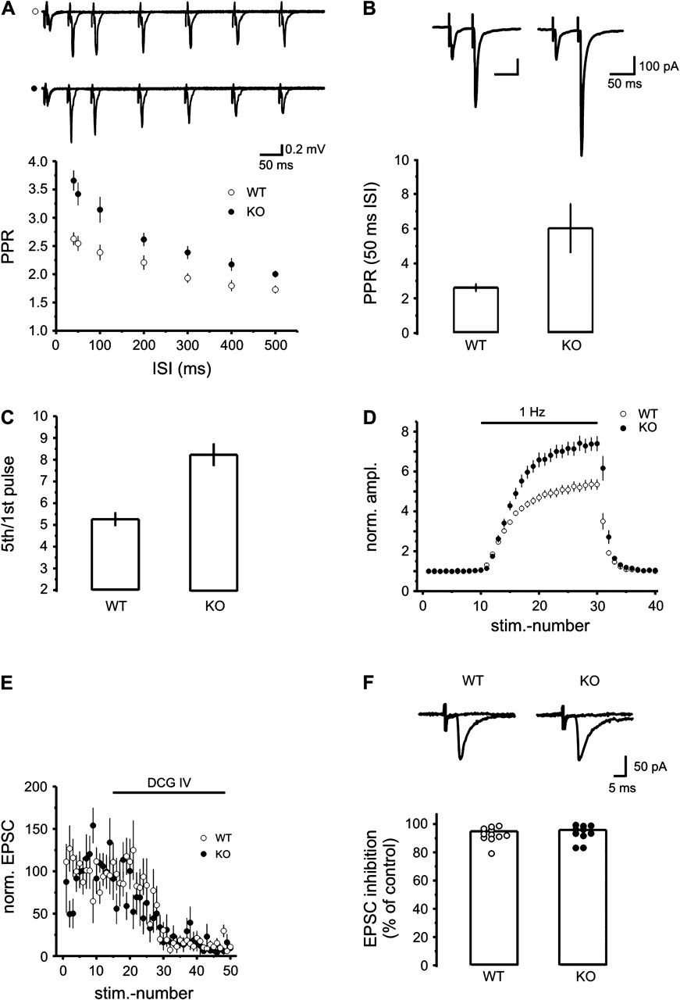 A
0.2 mV
50 ms
4.0
3.5
3.0
2.5
2.0
1.5
1.0
PPR
WT
KO
0
100
200
300
400
500
ISI (ms)
B
100 pA
50 ms
10
8
6
4
2
0
PPR (50 ms ISI)
WT
KO
C
10
9
8
7
6
5
4
3
2
5th/1st pulse
WT
KO
D
1 Hz
WT
KO
8
6
4
2
0
norm. ampl.
0
10
20
30
40
stim.-number
E
DCG IV
200
150
100
50
0
norm. EPSC
WT
KO
0
10
20
30
40
50
stim.-number
F
WT
KO
50 pA
5 ms
100
80
60
40
20
0
EPSC inhibition
(% of control)
WT
KO